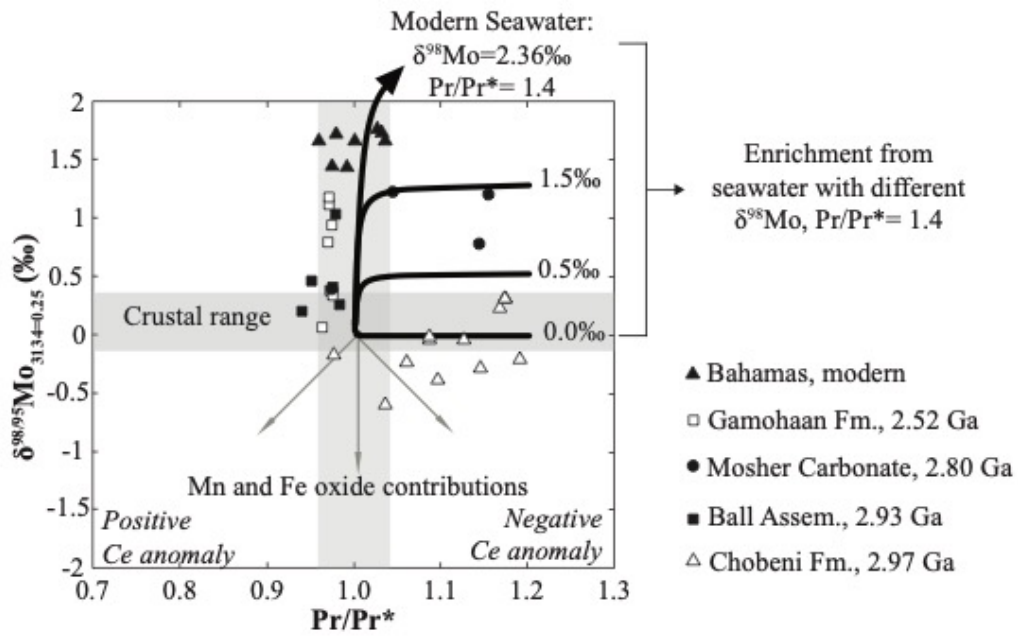 Modern Seawater:
δ⁹⁸Mo=2.36‰
Pr/Pr*= 1.4
Enrichment from
seawater with different
δ⁹⁸Mo, Pr/Pr*= 1.4
2
1.5
1
0.5
0
-0.5
-1
-1.5
-2
δ⁹⁸/⁹⁵Mo₃₁₃₄₌₀.₂₅ (‰)
1.5‰
0.5‰
0.0‰
Crustal range
Mn and Fe oxide contributions
Positive
Ce anomaly
Negative
Ce anomaly
0.7
0.8
0.9
1.0
1.1
1.2
1.3
Pr/Pr*
Bahamas, modern
Gamohaan Fm., 2.52 Ga
Mosher Carbonate, 2.80 Ga
Ball Assem., 2.93 Ga
Chobeni Fm., 2.97 Ga